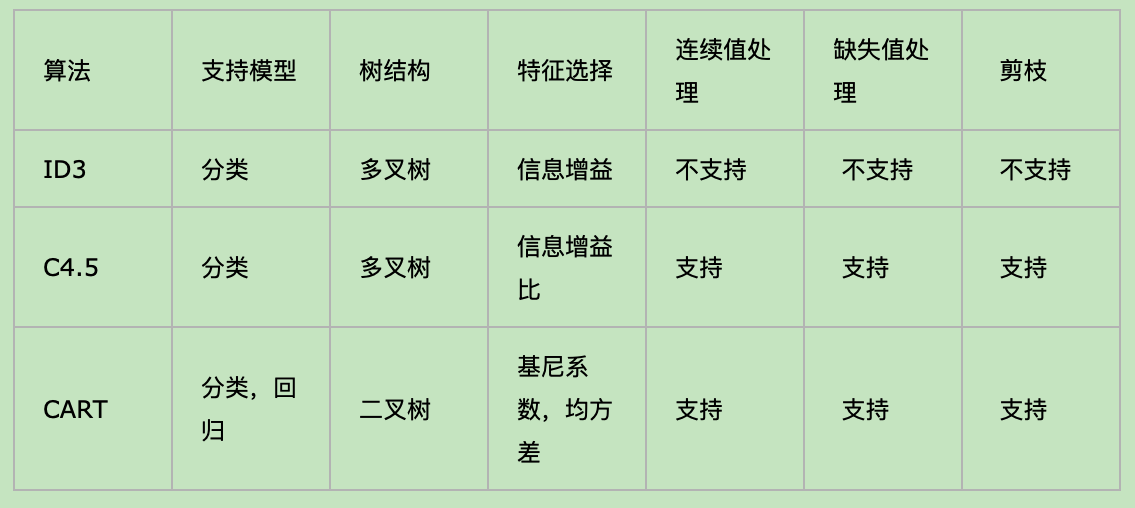 算法 支持模型 树结构 特征选择 连续值处理 缺失值处理 剪枝
ID3 分类 多叉树 信息增益 不支持 不支持 不支持
C4.5 分类 多叉树 信息增益比 支持 支持 支持
CART 分类，回归 二叉树 基尼系数，均方差 支持 支持 支持